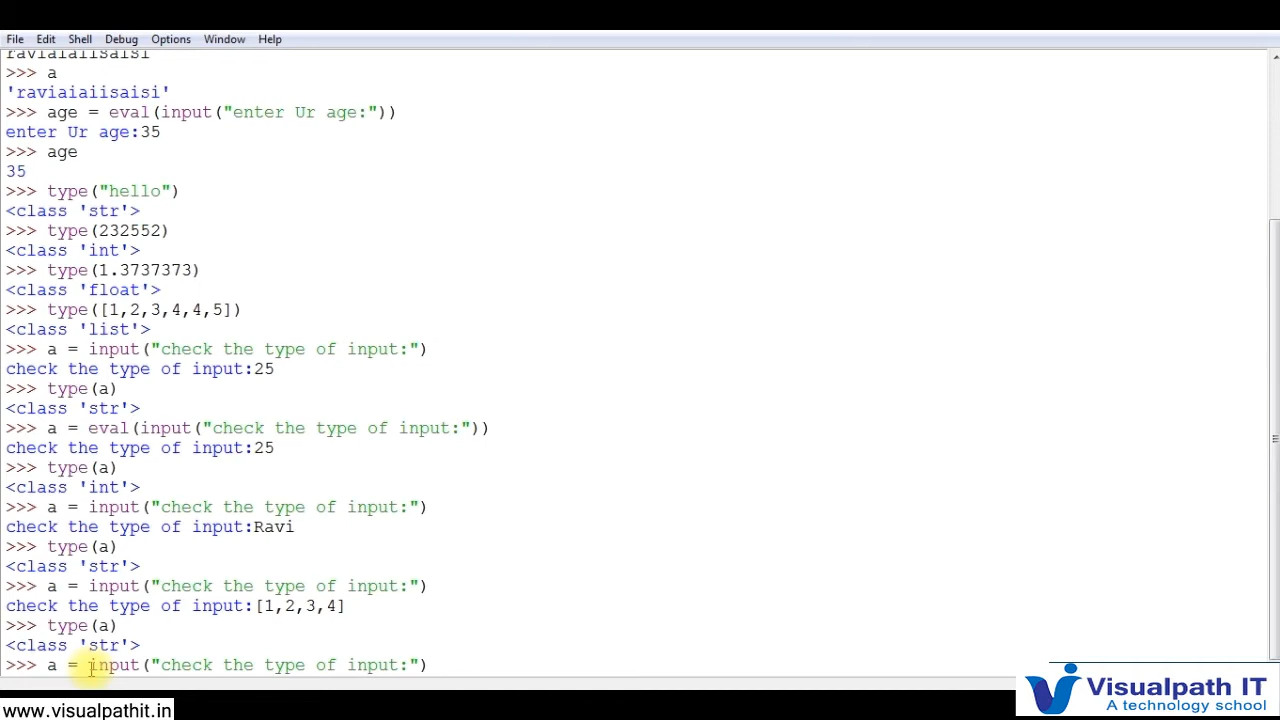 File Edit Shell Debug Options Window Help
raviaiaiisaisi
>>> a
'raviaiaiisaisi'
>>> age = eval(input("enter Ur age:"))
enter Ur age:35
>>> age
35
>>> type("hello")
<class 'str'>
>>> type(232552)
<class 'int'>
>>> type(1.3737373)
<class 'float'>
>>> type([1,2,3,4,4,5])
<class 'list'>
>>> a = input("check the type of input:")
check the type of input:25
>>> type(a)
<class 'str'>
>>> a = eval(input("check the type of input:"))
check the type of input:25
>>> type(a)
<class 'int'>
>>> a = input("check the type of input:")
check the type of input:Ravi
>>> type(a)
<class 'str'>
>>> a = input("check the type of input:")
check the type of input:[1,2,3,4]
>>> type(a)
<class 'str'>
>>> a = input("check the type of input:")
Visualpath IT
A technology school
www.visualpathit.in